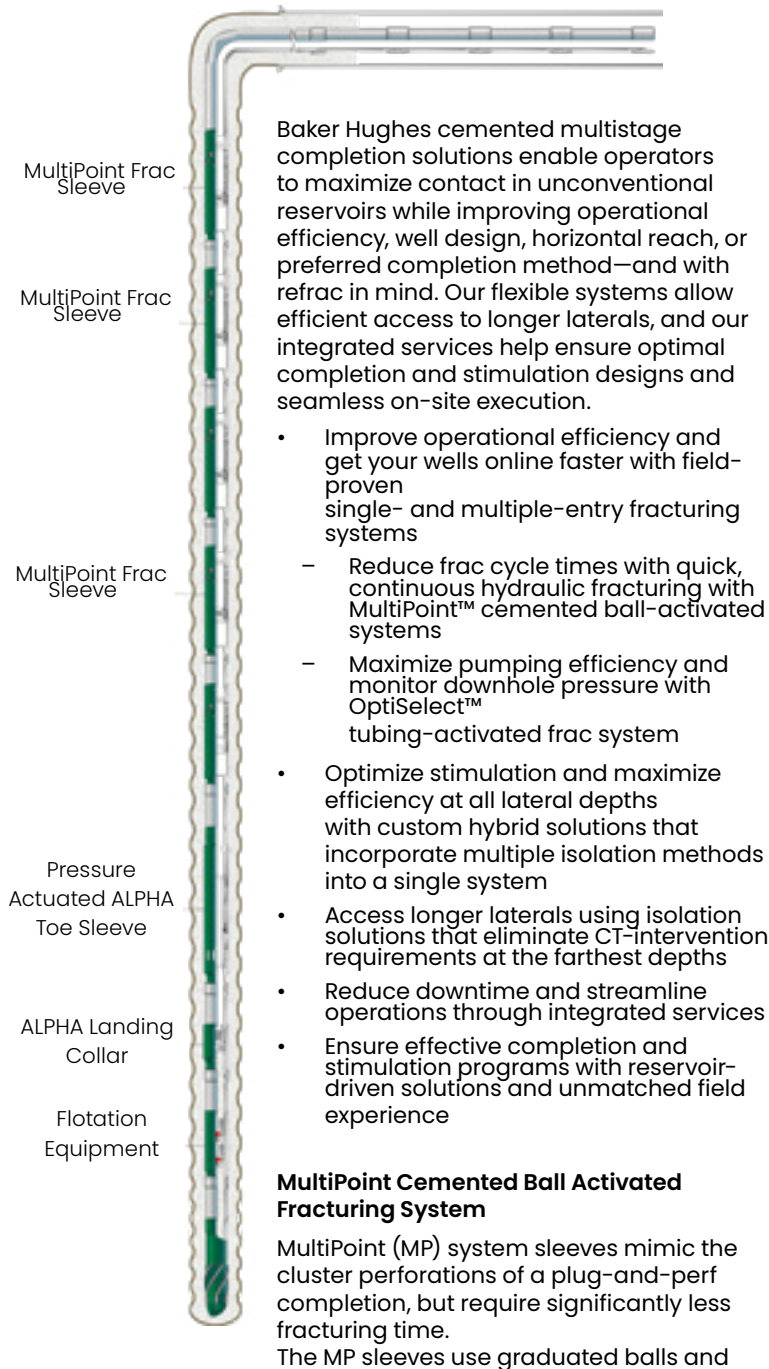 MultiPoint Frac
Sleeve
MultiPoint Frac
Sleeve
MultiPoint Frac
Sleeve
Pressure
Actuated ALPHA
Toe Sleeve
ALPHA Landing
Collar
Flotation
Equipment
Baker Hughes cemented multistage
completion solutions enable operators
to maximize contact in unconventional
reservoirs while improving operational
efficiency, well design, horizontal reach, or
preferred completion method—and with
refrac in mind. Our flexible systems allow
efficient access to longer laterals, and our
integrated services help ensure optimal
completion and stimulation designs and
seamless on-site execution.
• Improve operational efficiency and
get your wells online faster with field-
proven
single- and multiple-entry fracturing
systems
– Reduce frac cycle times with quick,
continuous hydraulic fracturing with
MultiPoint™ cemented ball-activated
systems
– Maximize pumping efficiency and
monitor downhole pressure with
OptiSelect™
tubing-activated frac system
• Optimize stimulation and maximize
efficiency at all lateral depths
with custom hybrid solutions that
incorporate multiple isolation methods
into a single system
• Access longer laterals using isolation
solutions that eliminate CT-intervention
requirements at the farthest depths
• Reduce downtime and streamline
operations through integrated services
• Ensure effective completion and
stimulation programs with reservoir-
driven solutions and unmatched field
experience
MultiPoint Cemented Ball Activated
Fracturing System
MultiPoint (MP) system sleeves mimic the
cluster perforations of a plug-and-perf
completion, but require significantly less
fracturing time.
The MP sleeves use graduated balls and